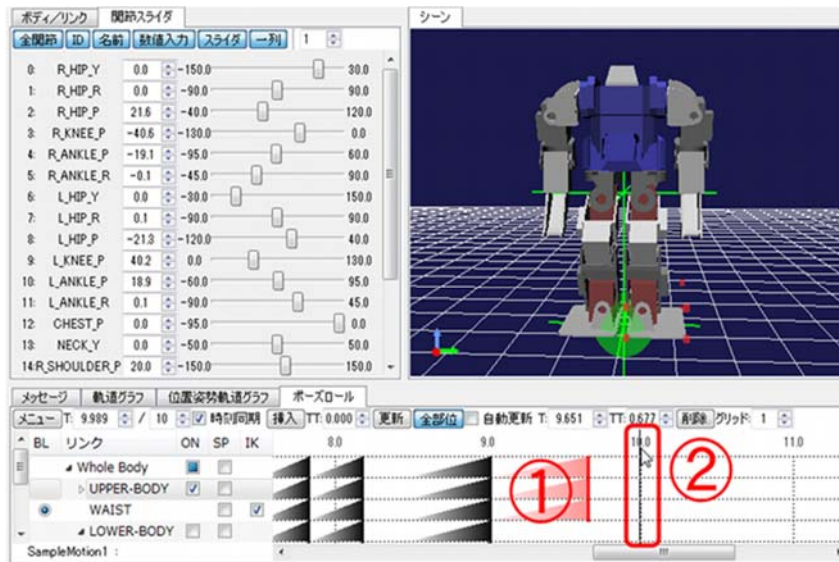 ボディ/リンク 関節スライダ
全関節 ID 名前 数値入力 スライダ 一列 1
0: R_HIP_Y 0.0 -150.0 30.0
1: R_HIP_R 0.0 -90.0 90.0
2: R_HIP_P 21.6 -40.0 120.0
3: R_KNEE_P -40.6 -130.0 0.0
4: R_ANKLE_P -19.1 -95.0 60.0
5: R_ANKLE_R -0.1 -45.0 90.0
6: L_HIP_Y 0.0 -30.0 150.0
7: L_HIP_R 0.1 -90.0 90.0
8: L_HIP_P -21.3 -120.0 40.0
9: L_KNEE_P 40.2 0.0 130.0
10: L_ANKLE_P 18.9 -60.0 95.0
11: L_ANKLE_R 0.1 -90.0 45.0
12: CHEST_P 0.0 -95.0 0.0
13: NECK_Y 0.0 -50.0 50.0
14: R_SHOULDER_P 20.0 -150.0 150.0
シーン
メッセージ 軌道グラフ 位置姿勢軌道グラフ ポーズロール
メニュー T: 9.989 / 10 時刻同期 挿入 TT: 0.000 更新 全部位 自動更新 T: 9.651 TT: 0.677 削除 グリッド: 1
BL リンク ON SP IK 8.0 9.0 10.0 11.0
Whole Body
UPPER-BODY
WAIST
LOWER-BODY
① ②
SampleMotion1 :